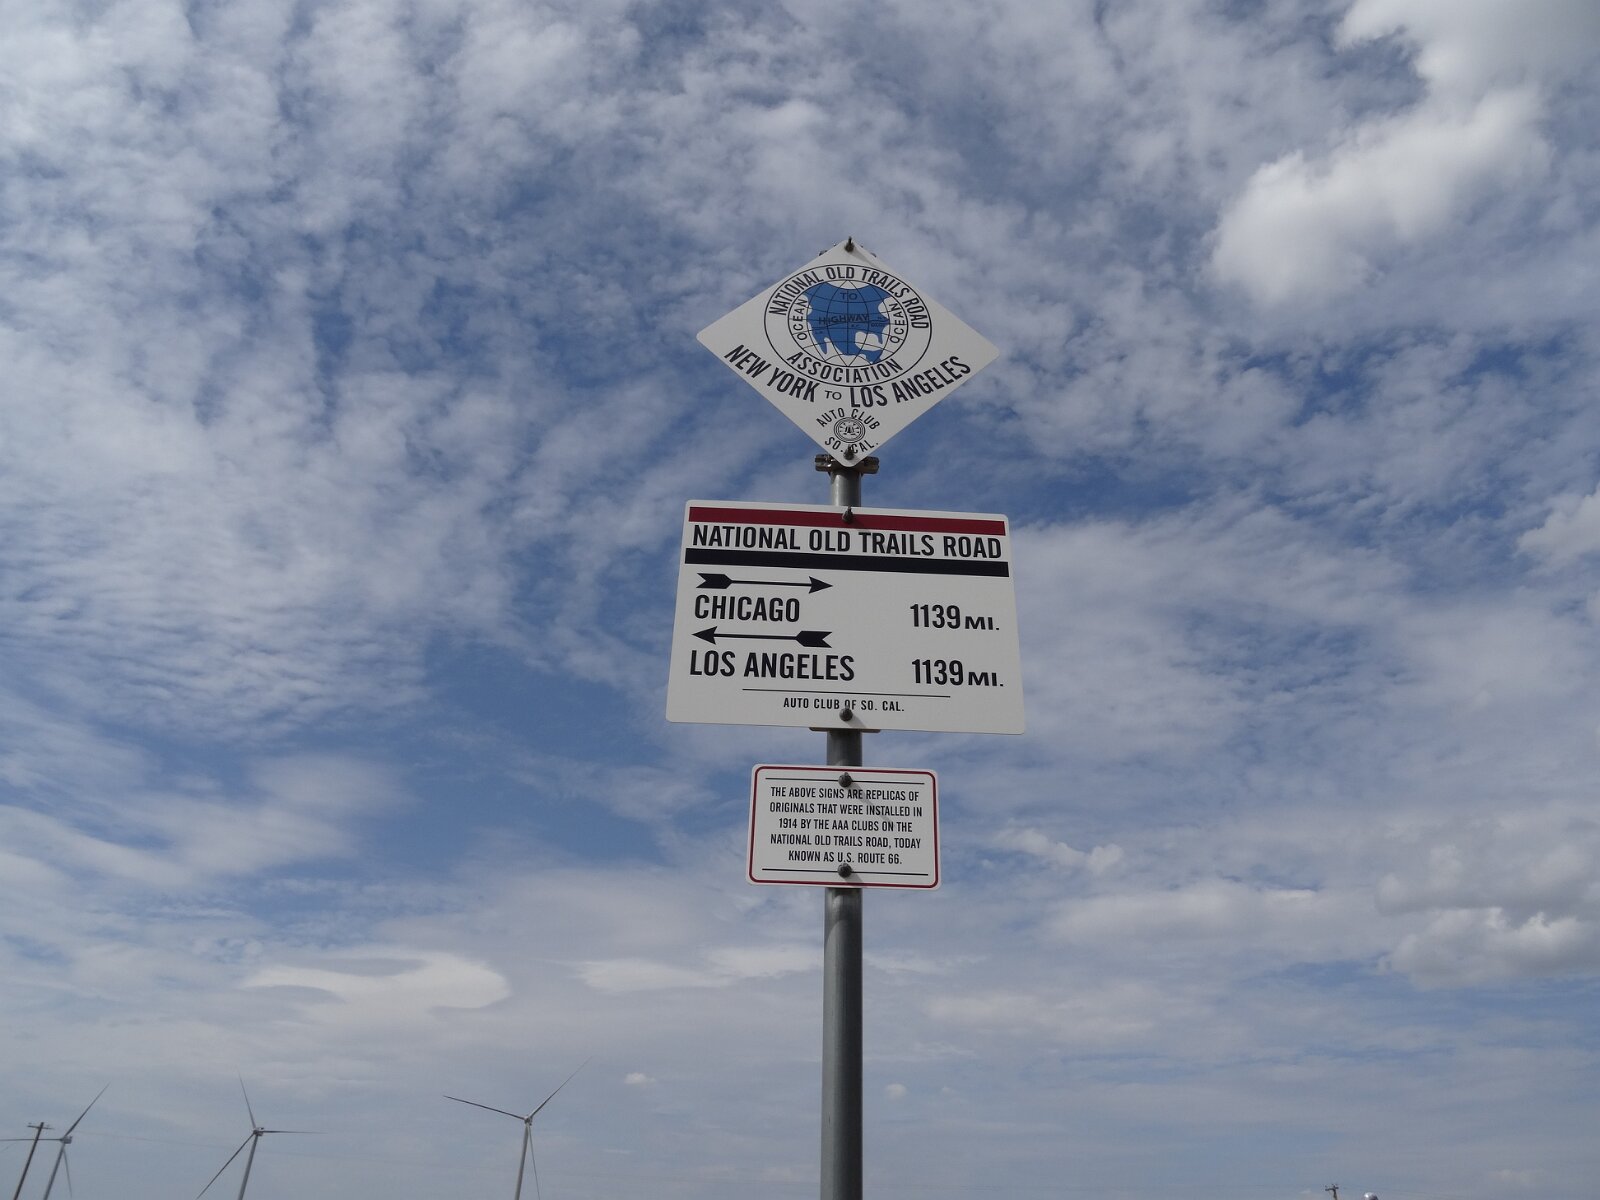 NATIONAL OLD TRAILS ROAD
TO
OCEAN HIGHWAY OCEAN
ASSOCIATION
NEW YORK TO LOS ANGELES
AUTO CLUB
SO. CAL.
NATIONAL OLD TRAILS ROAD
CHICAGO 1139 MI.
LOS ANGELES 1139 MI.
AUTO CLUB OF SO. CAL.
THE ABOVE SIGNS ARE REPLICAS OF
ORIGINALS THAT WERE INSTALLED IN
1914 BY THE AAA CLUBS ON THE
NATIONAL OLD TRAILS ROAD, TODAY
KNOWN AS U.S. ROUTE 66.